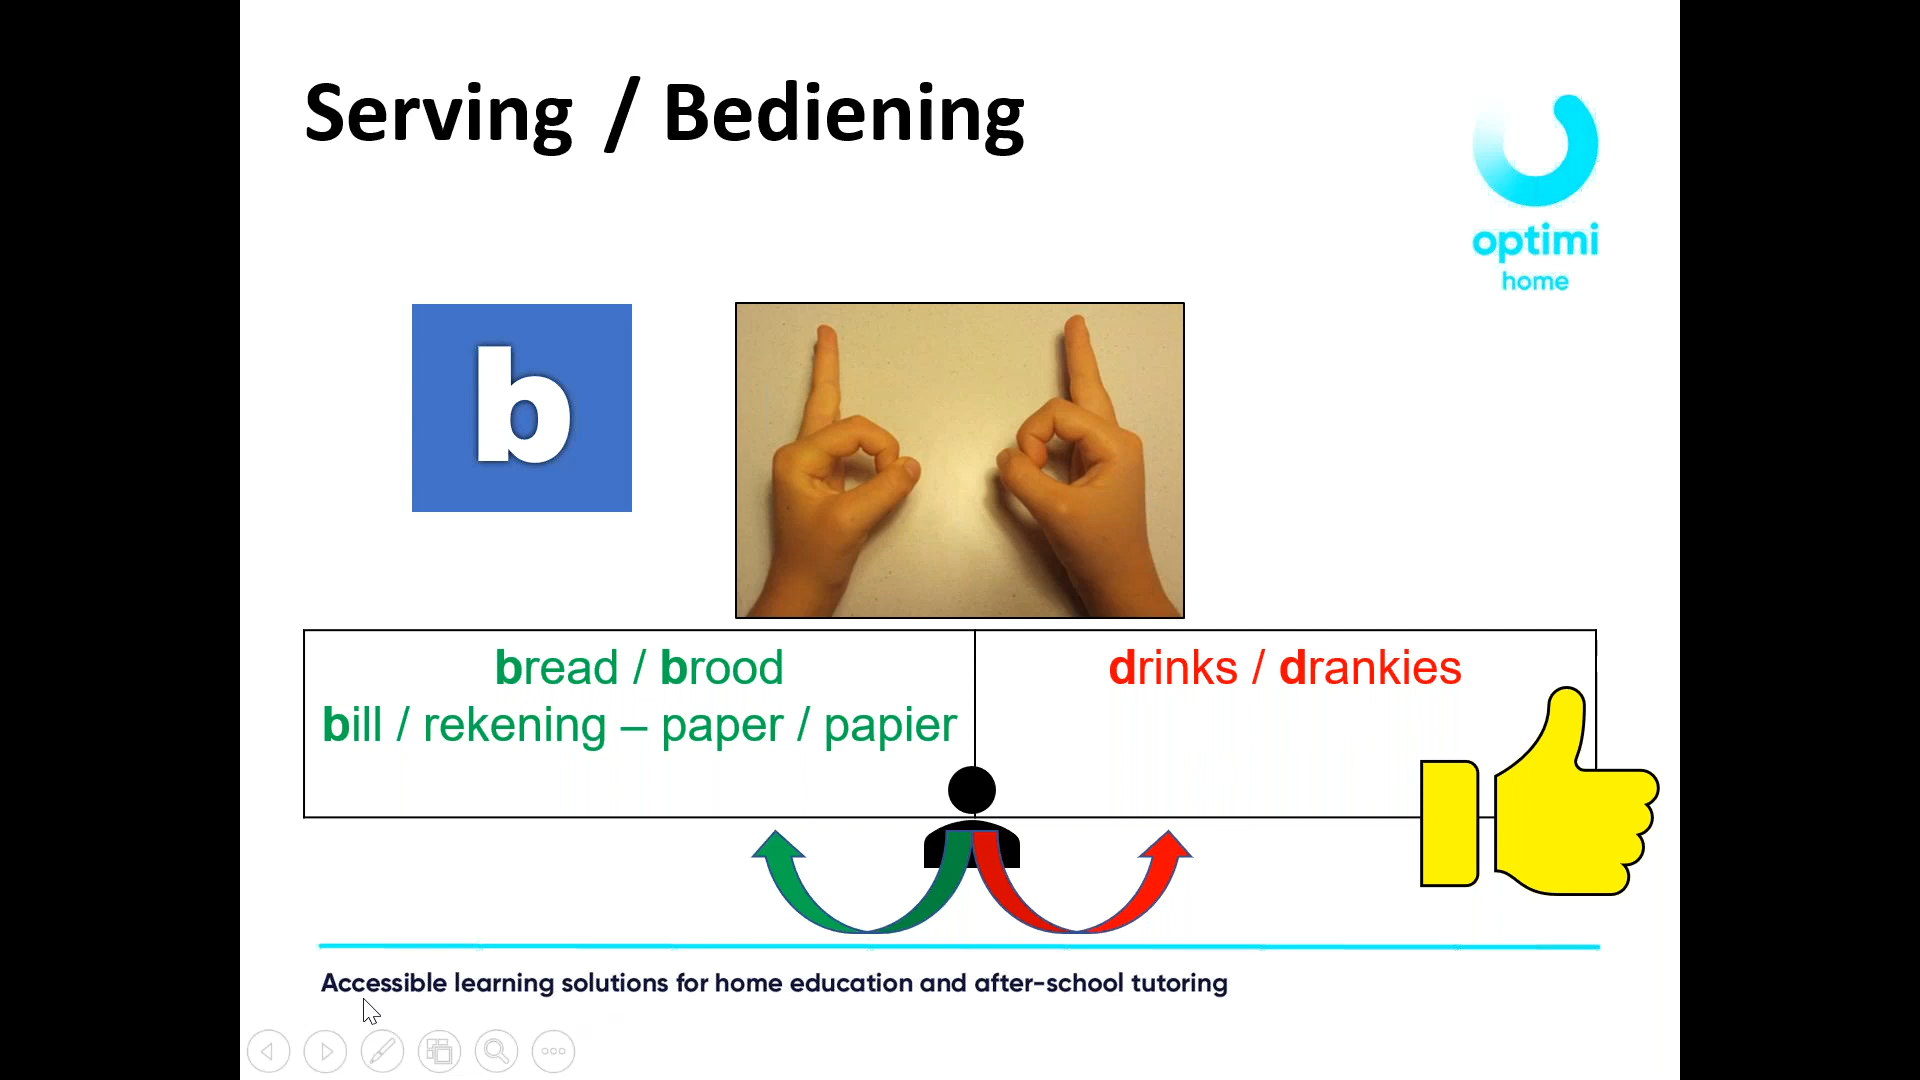 Serving / Bediening
optimi
home
b
bread / brood
bill / rekening – paper / papier
drinks / drankies
Accessible learning solutions for home education and after-school tutoring